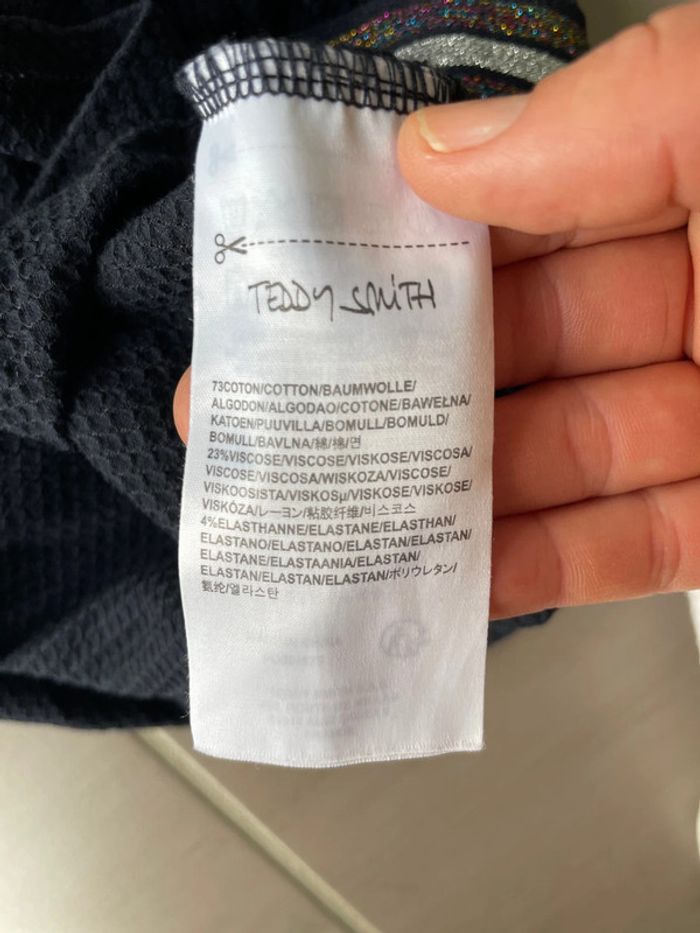 TEDDY SMITH
73COTON/COTTON/BAUMWOLLE/
ALGODON/ALGODAO/COTONE/BAWEŁNA/
KATOEN/PUUVILLA/BOMULL/BOMULD/
BOMULL/BAVLNA/綿/棉/면
23%VISCOSE/VISCOSE/VISKOSE/VISCOSA/
VISCOSE/VISCOSA/WISKOZA/VISCOSE/
VISKOOSISTA/VISKOSµ/VISKOSE/VISKOSE/
VISKÓZA/レーヨン/粘胶纤维/비스코스
4%ELASTHANNE/ELASTANE/ELASTHAN/
ELASTANO/ELASTANO/ELASTAN/ELASTAN/
ELASTANE/ELASTAANIA/ELASTAN/
ELASTAN/ELASTAN/ELASTAN/ポリウレタン/
氨纶/엘라스탄